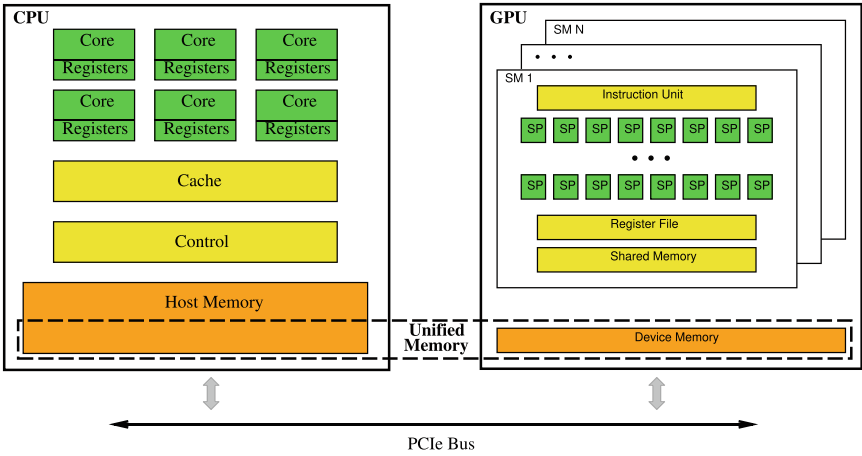 CPU
Core
Registers
Core
Registers
Core
Registers
Core
Registers
Core
Registers
Core
Registers
Cache
Control
Host Memory
Unified
Memory
GPU
SM N
SM 1
Instruction Unit
SP SP SP SP SP SP SP SP
SP SP SP SP SP SP SP SP
Register File
Shared Memory
Device Memory
PCIe Bus